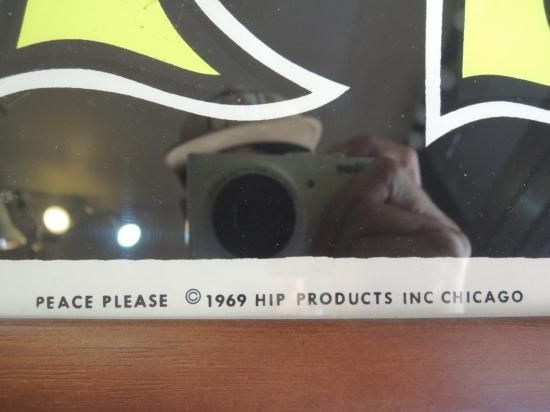 PEACE PLEASE © 1969 HIP PRODUCTS INC CHICAGO